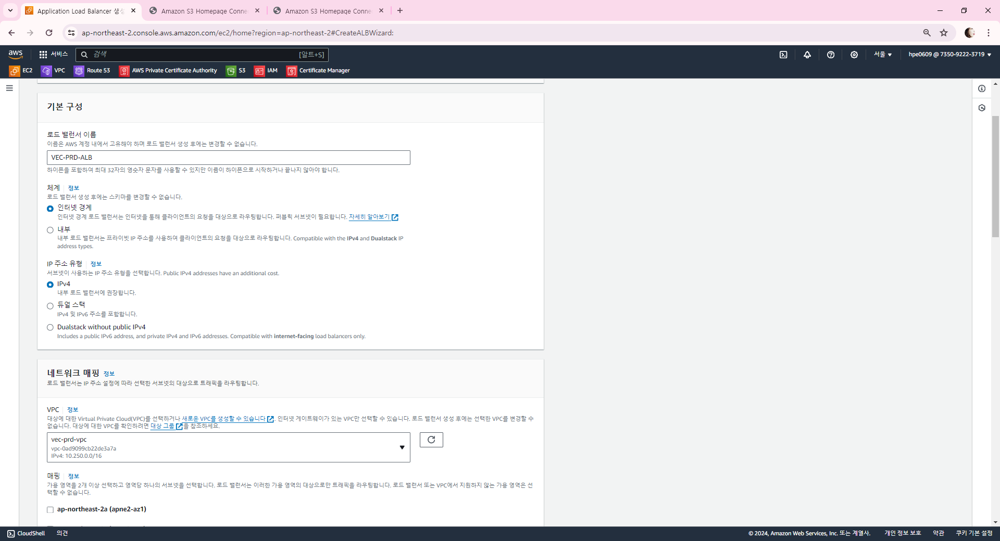 Application Load Balancer 생성
Amazon S3 Homepage Conne
Amazon S3 Homepage Conne
ap-northeast-2.console.aws.amazon.com/ec2/home?region=ap-northeast-2#CreateALBWizard:
aws
서비스
검색
[알트+S]
서울
hpe0609 @ 7350-9222-3719
EC2
VPC
Route 53
AWS Private Certificate Authority
S3
IAM
Certificate Manager
기본 구성
로드 밸런서 이름
이름은 AWS 계정 내에서 고유해야 하며 로드 밸런서 생성 후에는 변경할 수 없습니다.
VEC-PRD-ALB
하이픈을 포함하여 최대 32자의 영숫자 문자를 사용할 수 있지만 이름이 하이픈으로 시작하거나 끝나지 않아야 합니다.
체계 정보
로드 밸런서 생성 후에는 스키마를 변경할 수 없습니다.
인터넷 경계
인터넷 경계 로드 밸런서는 인터넷을 통해 클라이언트의 요청을 대상으로 라우팅합니다. 퍼블릭 서브넷이 필요합니다. 자세히 알아보기
내부
내부 로드 밸런서는 프라이빗 IP 주소를 사용하여 클라이언트의 요청을 대상으로 라우팅합니다. Compatible with the IPv4 and Dualstack IP
address types.
IP 주소 유형 정보
서브넷이 사용하는 IP 주소 유형을 선택합니다. Public IPv4 addresses have an additional cost.
IPv4
내부 로드 밸런서에 권장합니다.
듀얼 스택
IPv4 및 IPv6 주소를 포함합니다.
Dualstack without public IPv4
Includes a public IPv6 address, and private IPv4 and IPv6 addresses. Compatible with internet-facing load balancers only.
네트워크 매핑 정보
로드 밸런서는 IP 주소 설정에 따라 선택한 서브넷의 대상으로 트래픽을 라우팅합니다.
VPC 정보
대상에 대한 Virtual Private Cloud(VPC)를 선택하거나 새로운 VPC를 생성할 수 있습니다. 인터넷 게이트웨이가 있는 VPC만 선택할 수 있습니다. 로드 밸런서 생성 후에는 선택한 VPC를 변경할 수
없습니다. 대상에 대한 VPC를 확인하려면 대상 그룹을 참조하세요.
vec-prd-vpc
vpc-0ad9099cb22de3a7a
IPv4: 10.250.0.0/16
매핑 정보
가용 영역을 2개 이상 선택하고 영역당 하나의 서브넷을 선택합니다. 로드 밸런서는 이러한 가용 영역의 대상으로만 트래픽을 라우팅합니다. 로드 밸런서 또는 VPC에서 지원하지 않는 가용 영역은 선
택할 수 없습니다.
ap-northeast-2a (apne2-az1)
CloudShell
의견
© 2024, Amazon Web Services, Inc. 또는 계열사.
개인 정보 보호
약관
쿠키 기본 설정